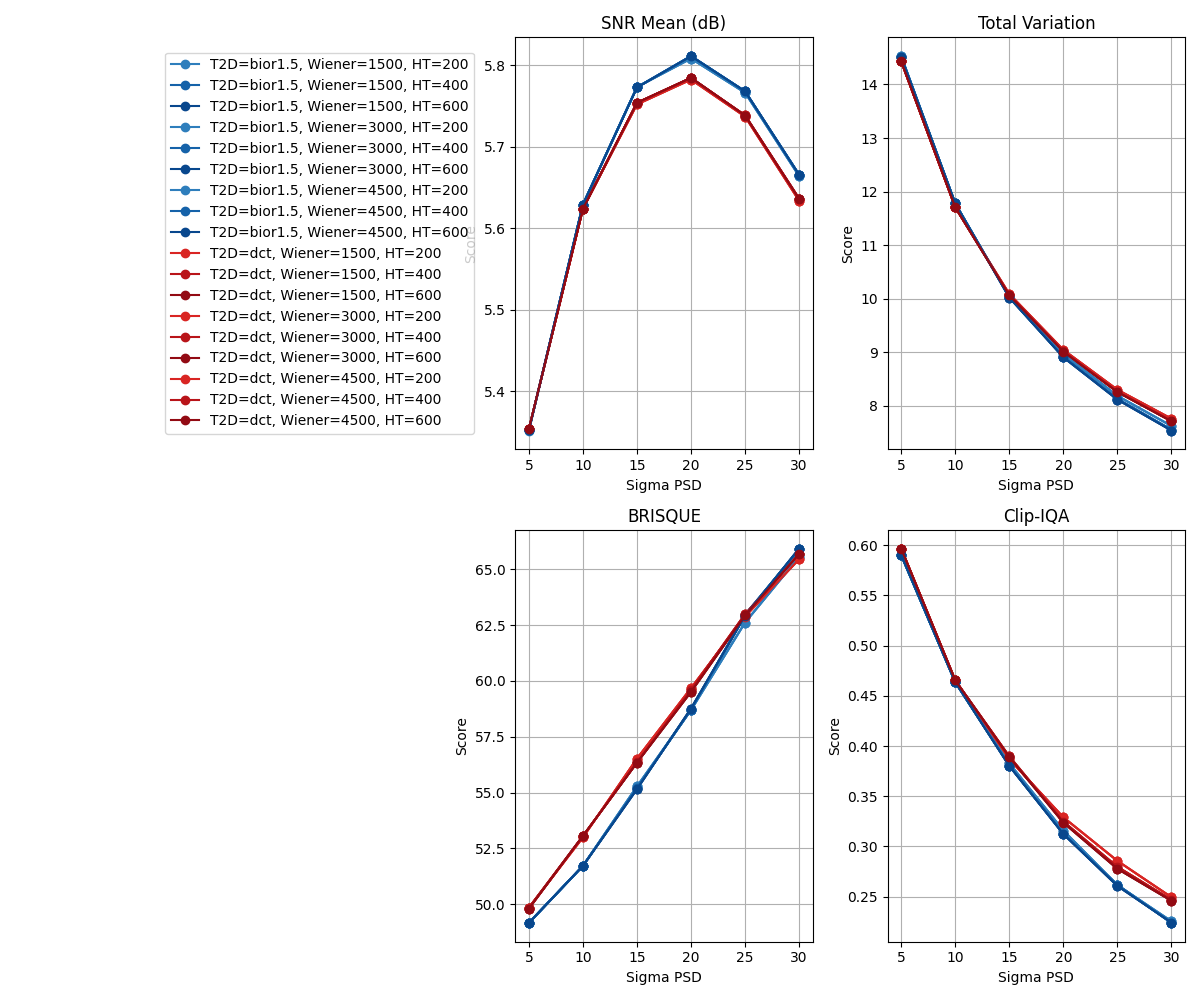 SNR Mean (dB)
Total Variation
T2D=bior1.5, Wiener=1500, HT=200
T2D=bior1.5, Wiener=1500, HT=400
T2D=bior1.5, Wiener=1500, HT=600
T2D=bior1.5, Wiener=3000, HT=200
T2D=bior1.5, Wiener=3000, HT=400
T2D=bior1.5, Wiener=3000, HT=600
T2D=bior1.5, Wiener=4500, HT=200
T2D=bior1.5, Wiener=4500, HT=400
T2D=bior1.5, Wiener=4500, HT=600
T2D=dct, Wiener=1500, HT=200
T2D=dct, Wiener=1500, HT=400
T2D=dct, Wiener=1500, HT=600
T2D=dct, Wiener=3000, HT=200
T2D=dct, Wiener=3000, HT=400
T2D=dct, Wiener=3000, HT=600
T2D=dct, Wiener=4500, HT=200
T2D=dct, Wiener=4500, HT=400
T2D=dct, Wiener=4500, HT=600
Score
5.8
5.7
5.6
5.5
5.4
5 10 15 20 25 30
Sigma PSD
Score
14
13
12
11
10
9
8
5 10 15 20 25 30
Sigma PSD
BRISQUE
Score
65.0
62.5
60.0
57.5
55.0
52.5
50.0
5 10 15 20 25 30
Sigma PSD
Clip-IQA
Score
0.60
0.55
0.50
0.45
0.40
0.35
0.30
0.25
5 10 15 20 25 30
Sigma PSD